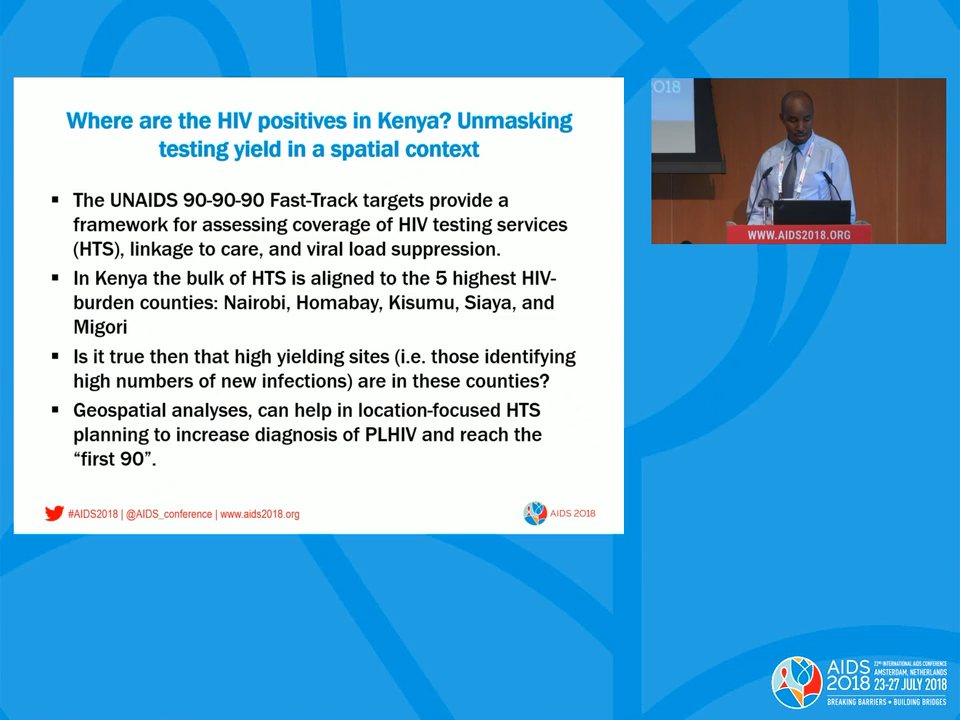 Where are the HIV positives in Kenya? Unmasking
testing yield in a spatial context
▪ The UNAIDS 90-90-90 Fast-Track targets provide a
framework for assessing coverage of HIV testing services
(HTS), linkage to care, and viral load suppression.
▪ In Kenya the bulk of HTS is aligned to the 5 highest HIV-
burden counties: Nairobi, Homabay, Kisumu, Siaya, and
Migori
▪ Is it true then that high yielding sites (i.e. those identifying
high numbers of new infections) are in these counties?
▪ Geospatial analyses, can help in location-focused HTS
planning to increase diagnosis of PLHIV and reach the
“first 90”.
#AIDS2018 | @AIDS_conference | www.aids2018.org
AIDS 2018
WWW.AIDS2018.ORG
AIDS
2018
22ND INTERNATIONAL AIDS CONFERENCE
AMSTERDAM, NETHERLANDS
23-27 JULY 2018
BREAKING BARRIERS • BUILDING BRIDGES